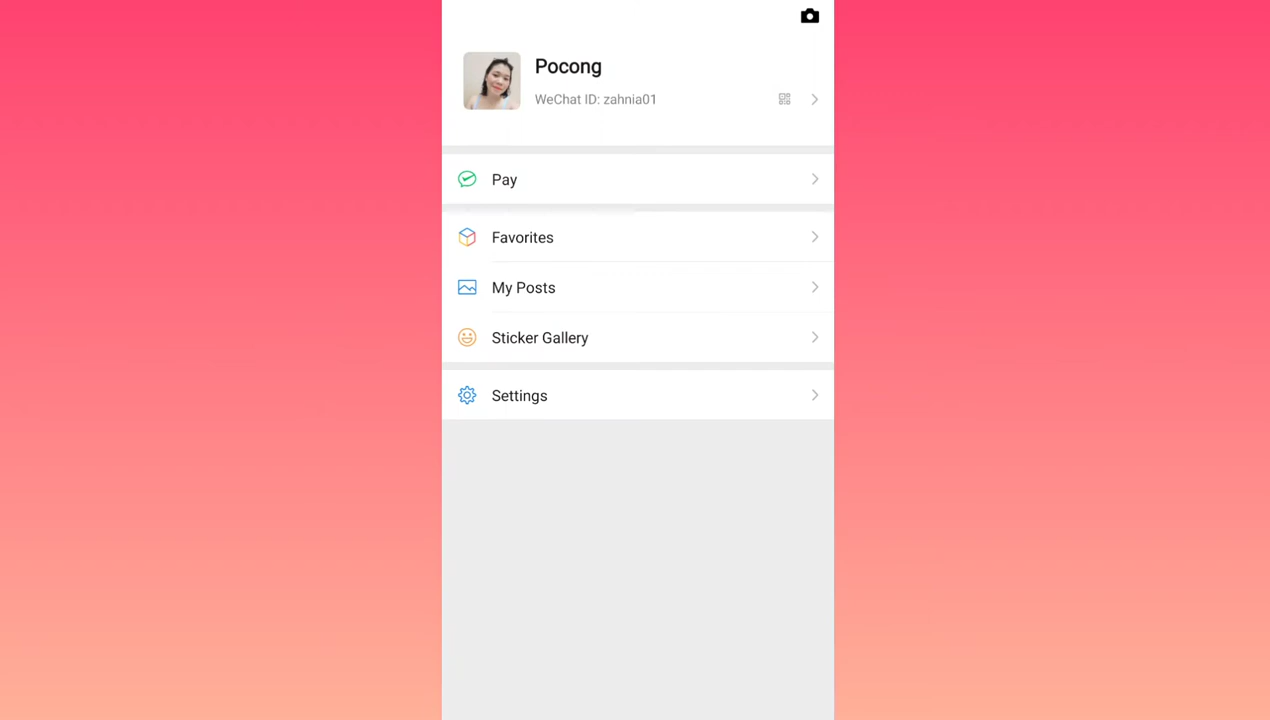 Pocong
WeChat ID: zahnia01
Pay
Favorites
My Posts
Sticker Gallery
Settings